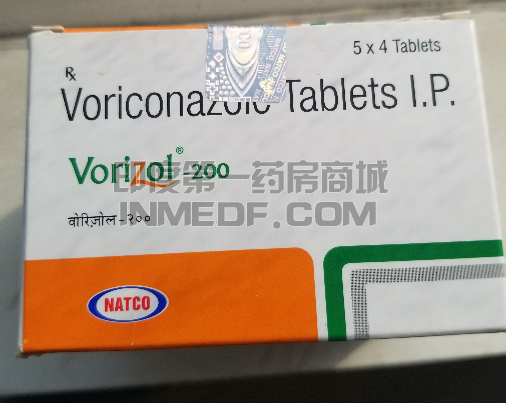 5 x 4 Tablets
Rx
Voriconazole Tablets I.P.
Vorizol®-200
印度第一药房商城
INMEDF.COM
वोरिज़ोल-२००
NATCO